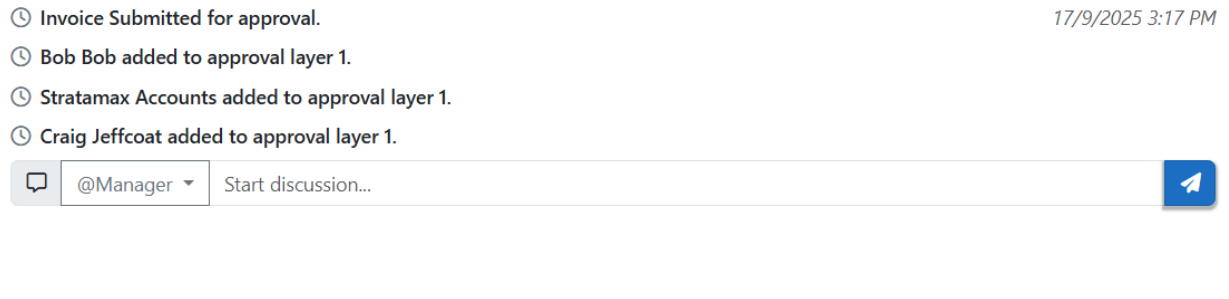 Invoice Submitted for approval. 17/9/2025 3:17 PM
Bob Bob added to approval layer 1.
Stratamax Accounts added to approval layer 1.
Craig Jeffcoat added to approval layer 1.
@Manager Start discussion...